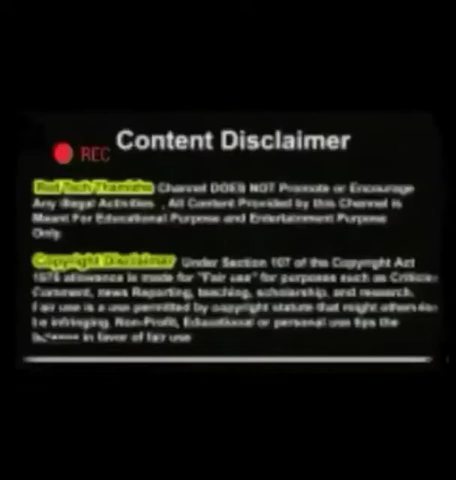 Content Disclaimer
REC
Channel DOES NOT Promote or Encourage
Any illegal Activities , All Content Provided by this Channel is
Meant For Educational Purpose and Entertainment Purpose
Only.
Copyright Disclaimer Under Section 107 of the Copyright Act
1976 allowance is made for "Fair use" for purposes such as
Comment, news Reporting, teaching, scholarship, and research.
Fair use is a use permitted by copyright statute that might
be infringing. Non-Profit, Educational or personal use tips the
in favor of fair use